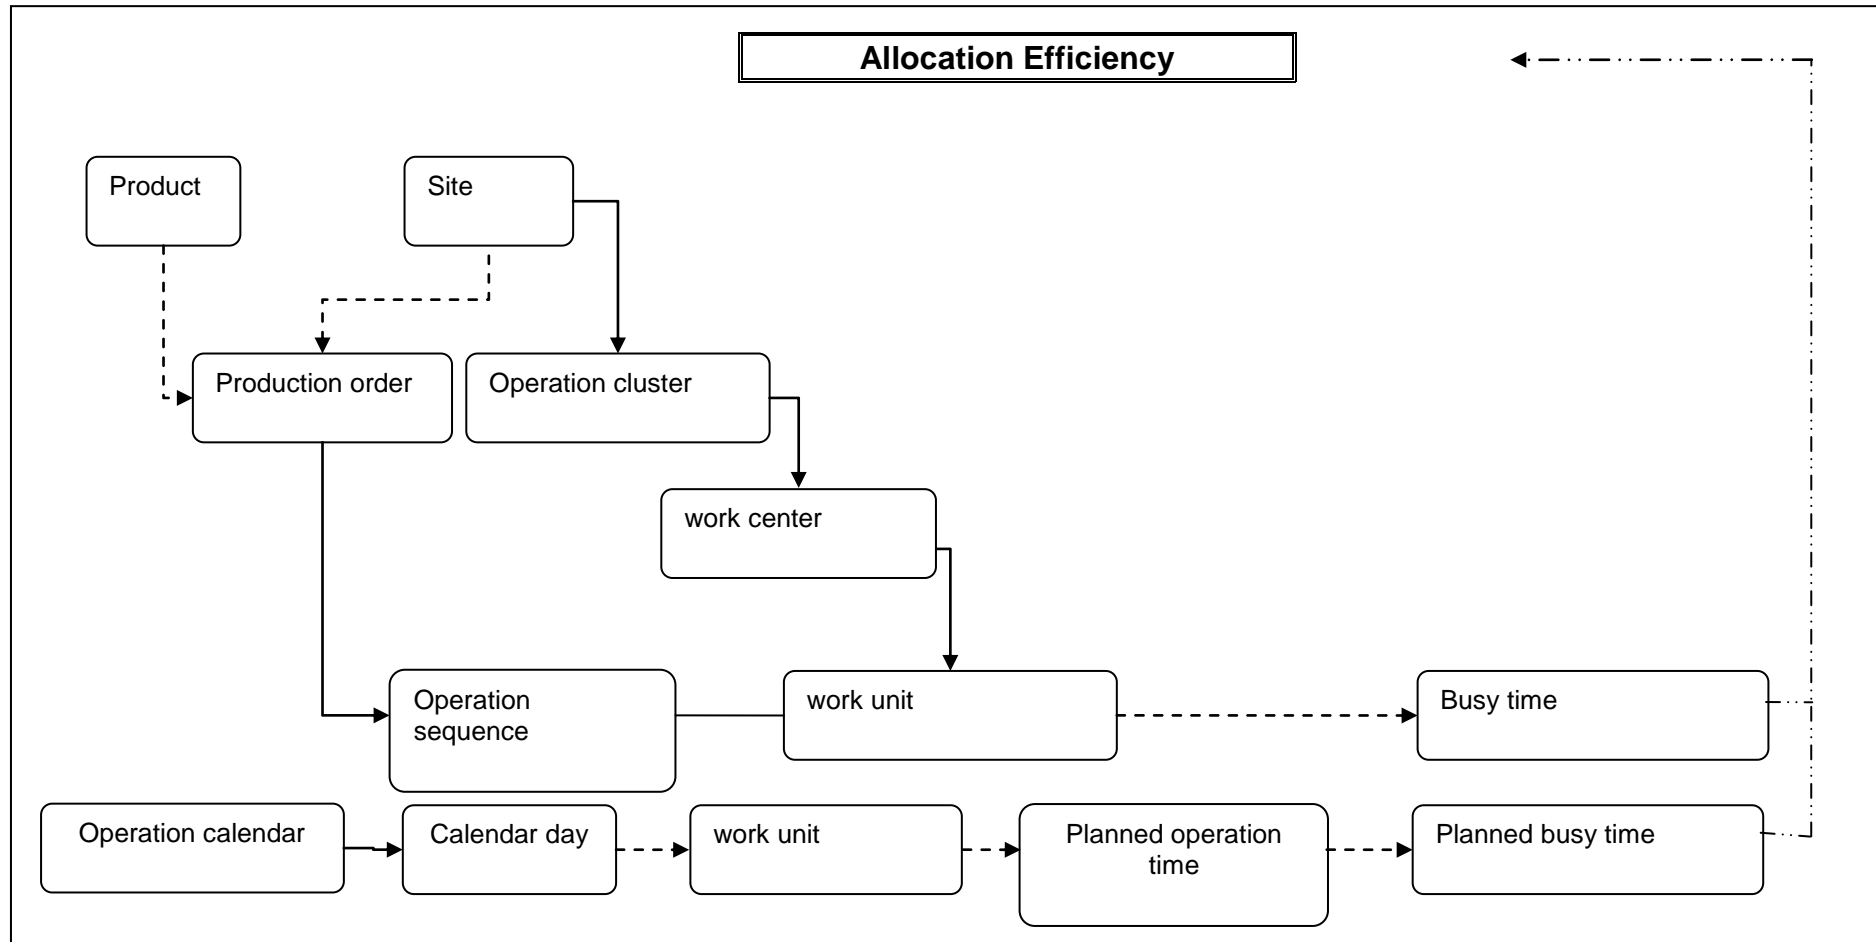 Allocation Efficiency
Product
Site
Production order
Operation cluster
work center
Operation
sequence
work unit
Busy time
Operation calendar
Calendar day
work unit
Planned operation
time
Planned busy time